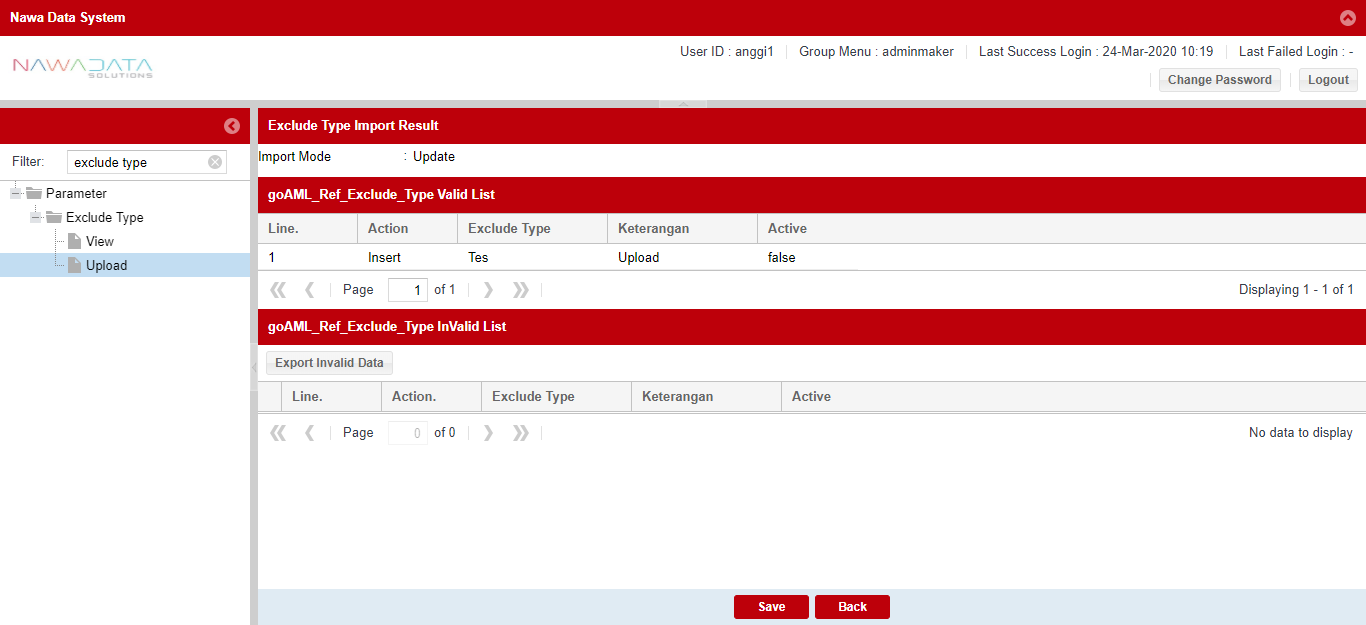 Nawa Data System
NAWADATA
SOLUTIONS
User ID : anggi1 Group Menu : adminmaker Last Success Login : 24-Mar-2020 10:19 Last Failed Login : -
Change Password Logout
Filter: exclude type
Parameter
Exclude Type
View
Upload
Exclude Type Import Result
Import Mode : Update
goAML_Ref_Exclude_Type Valid List
Line. Action Exclude Type Keterangan Active
1 Insert Tes Upload false
Page 1 of 1 Displaying 1 - 1 of 1
goAML_Ref_Exclude_Type InValid List
Export Invalid Data
Line. Action. Exclude Type Keterangan Active
Page 0 of 0 No data to display
Save Back